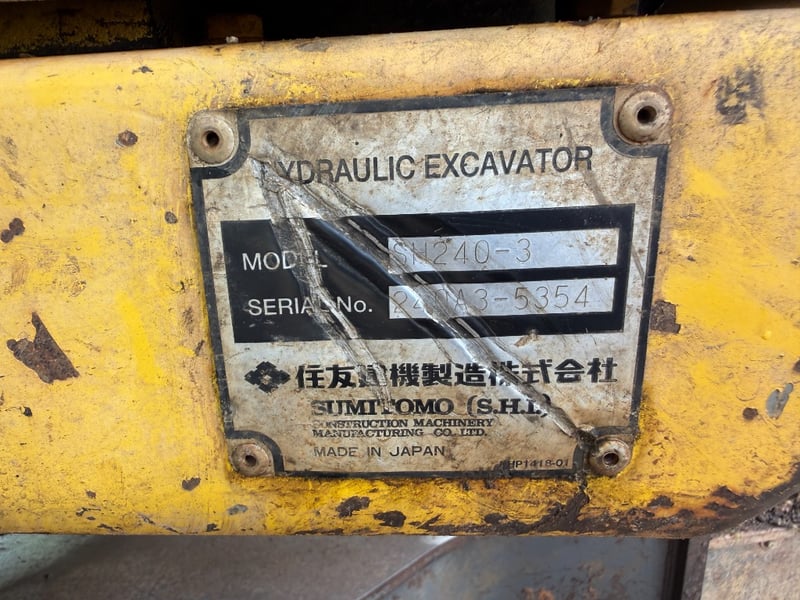 HYDRAULIC EXCAVATOR
MODEL SH240-3
SERIAL No. 240A3-5354
住友建機製造株式会社
SUMITOMO (S.H.I.)
CONSTRUCTION MACHINERY
MANUFACTURING CO., LTD.
MADE IN JAPAN